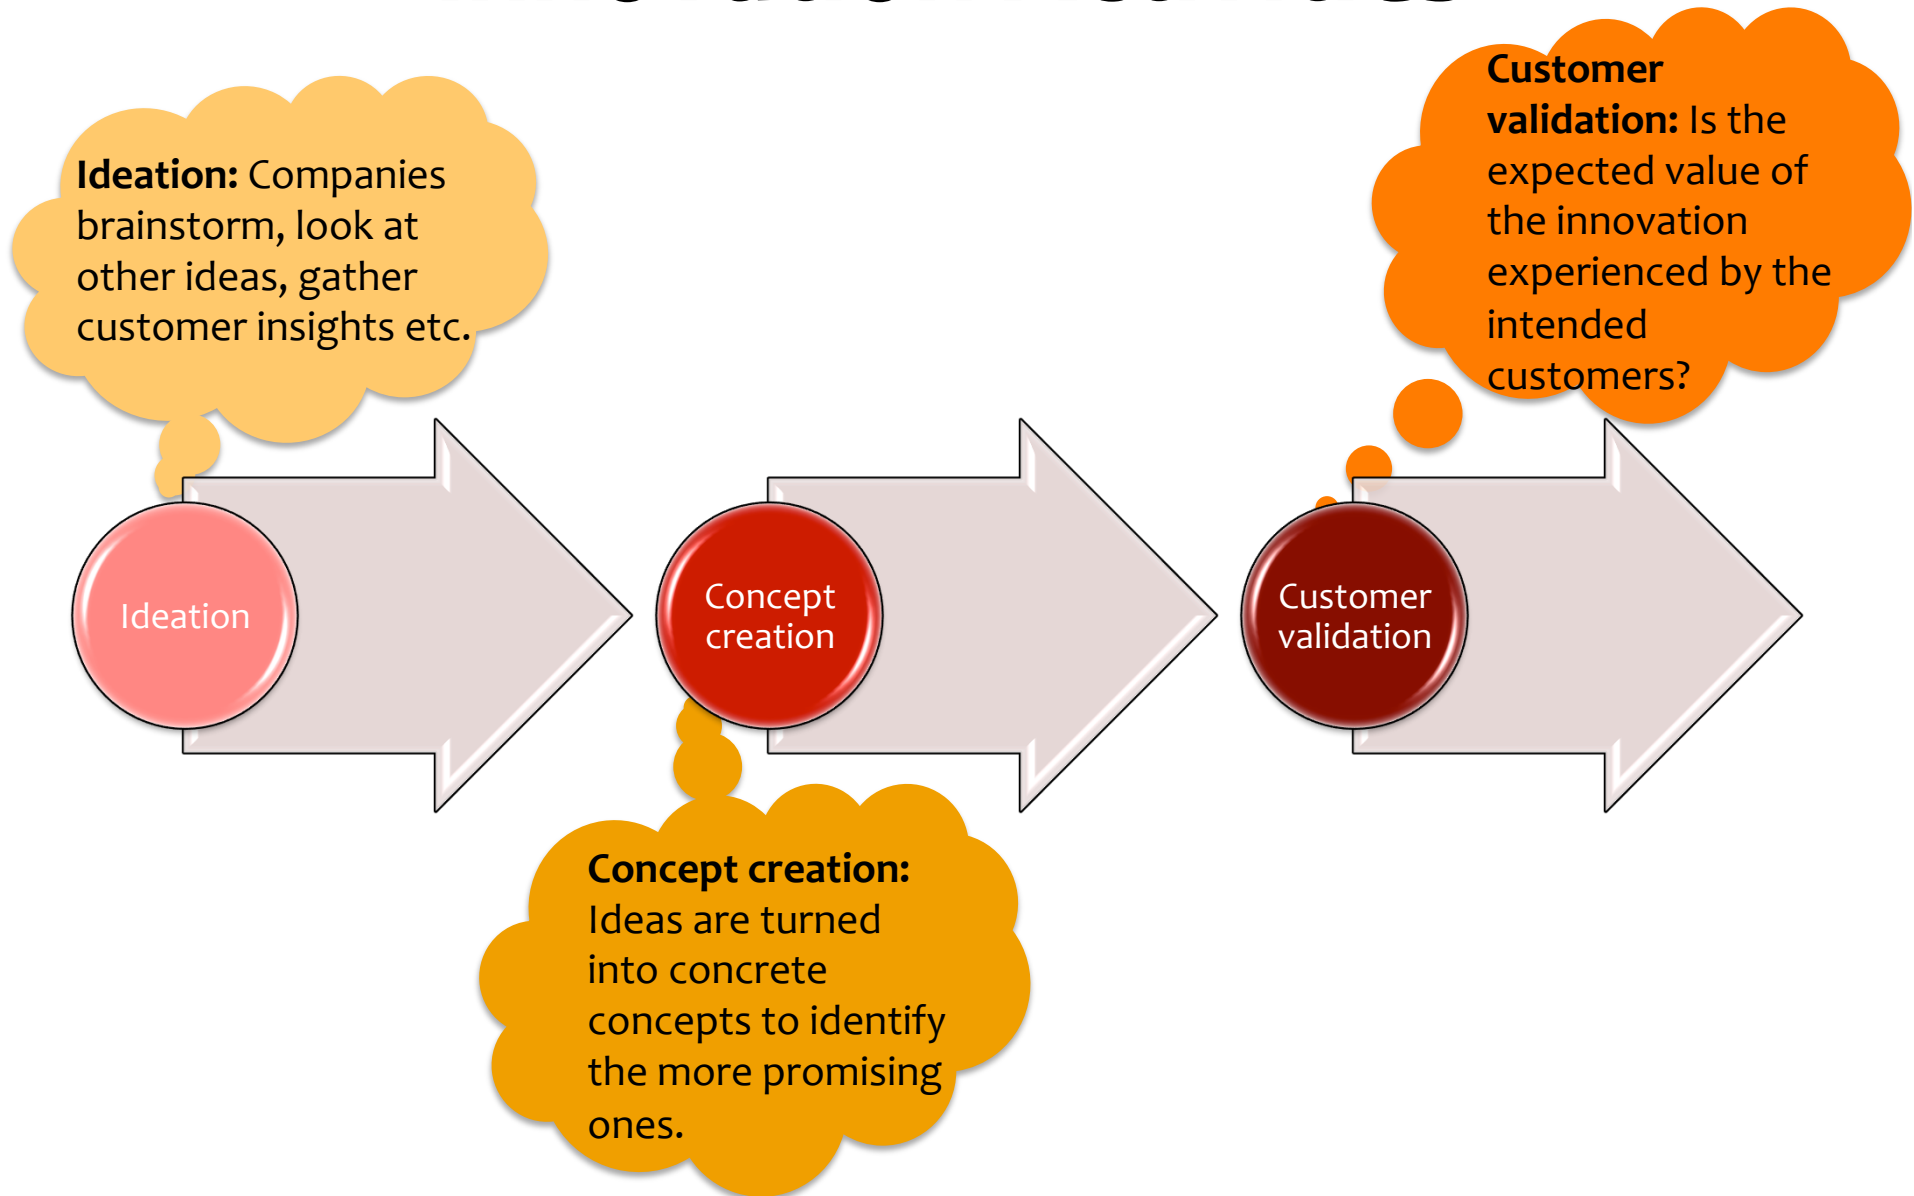 Ideation: Companies
brainstorm, look at
other ideas, gather
customer insights etc.
Customer
validation: Is the
expected value of
the innovation
experienced by the
intended
customers?
Ideation
Concept
creation
Customer
validation
Concept creation:
Ideas are turned
into concrete
concepts to identify
the more promising
ones.